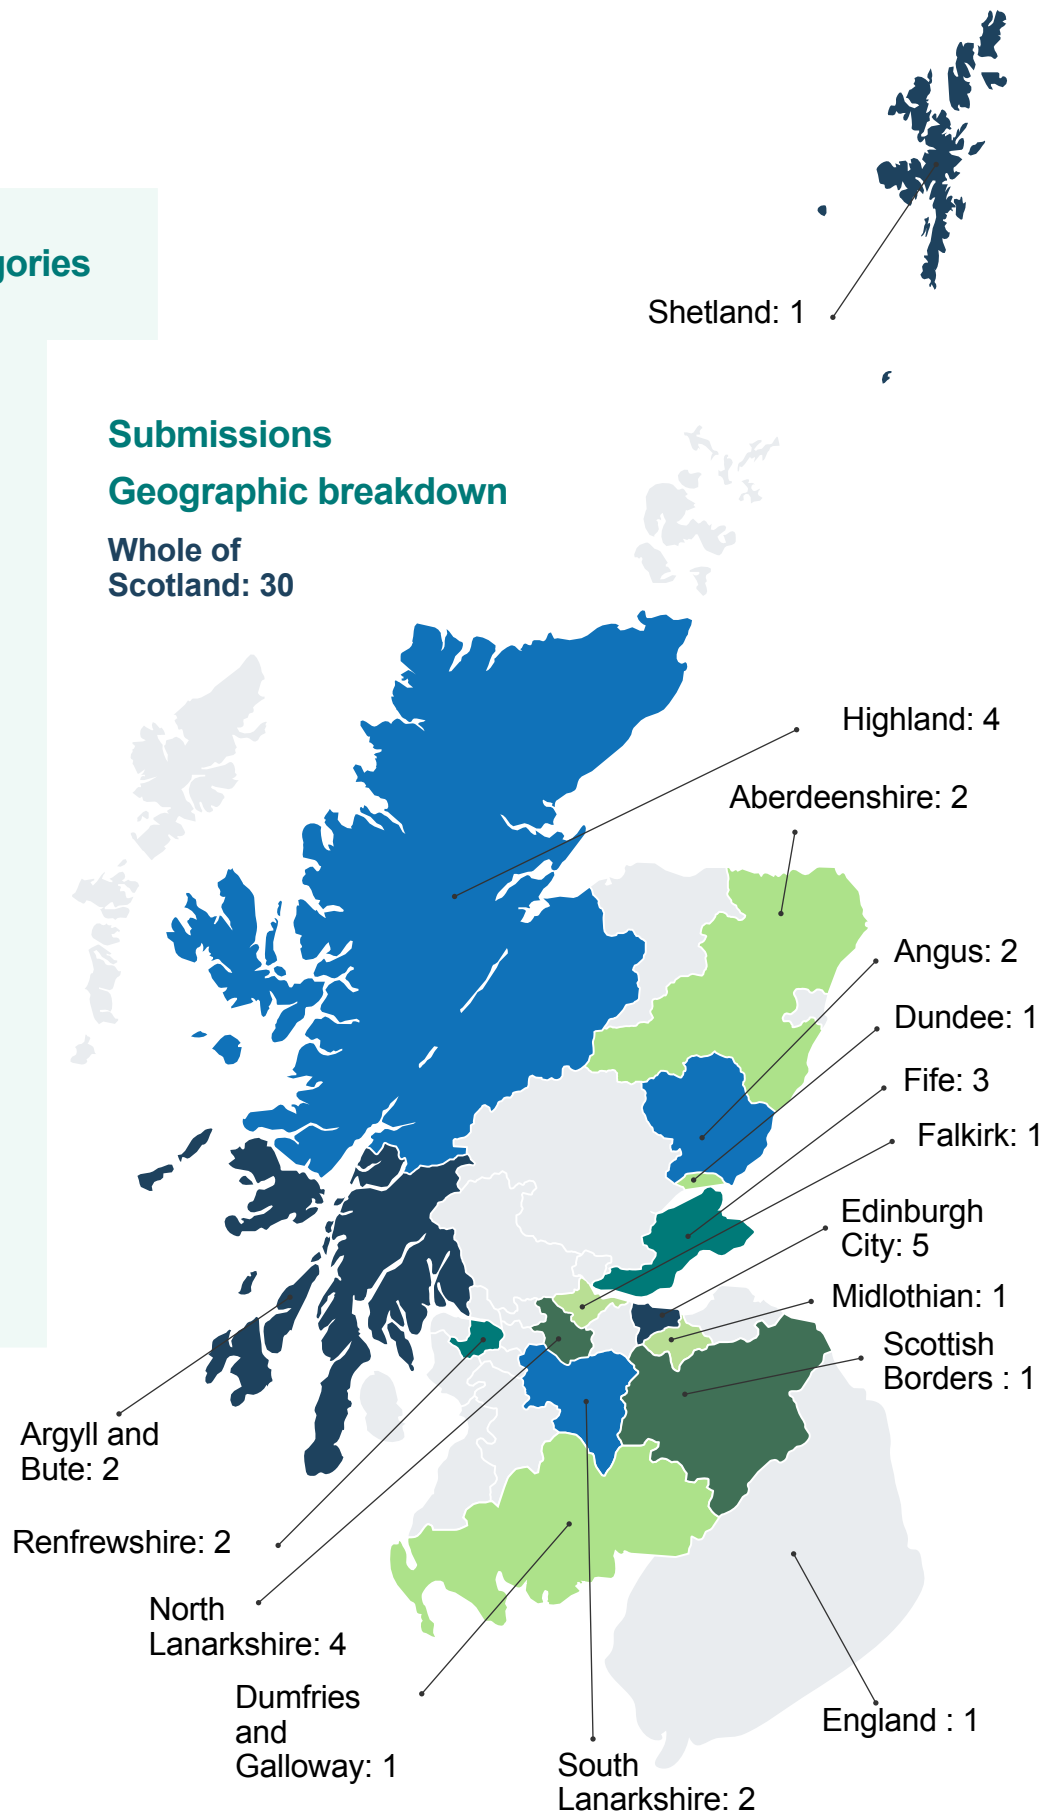 gories
Submissions
Geographic breakdown
Whole of
Scotland: 30
Shetland: 1
Highland: 4
Aberdeenshire: 2
Angus: 2
Dundee: 1
Fife: 3
Falkirk: 1
Edinburgh
City: 5
Midlothian: 1
Scottish
Borders : 1
Argyll and
Bute: 2
Renfrewshire: 2
North
Lanarkshire: 4
Dumfries
and
Galloway: 1
South
Lanarkshire: 2
England : 1